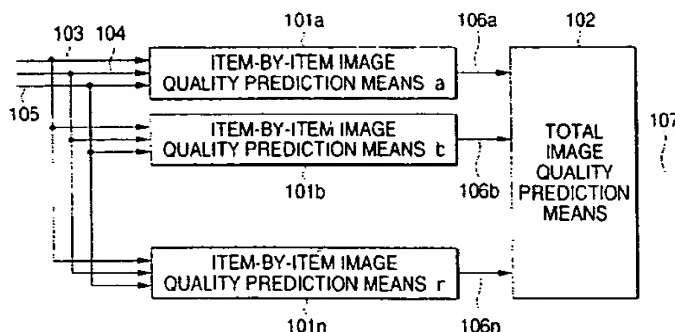 101a
106a
102
103
104
ITEM-BY-ITEM IMAGE
QUALITY PREDICTION MEANS a
105
ITEM-BY-ITEM IMAGE
QUALITY PREDICTION MEANS t
101b
106b
TOTAL
IMAGE
QUALITY
PREDICTION
MEANS
107
ITEM-BY-ITEM IMAGE
QUALITY PREDICTION MEANS r
101n
106n